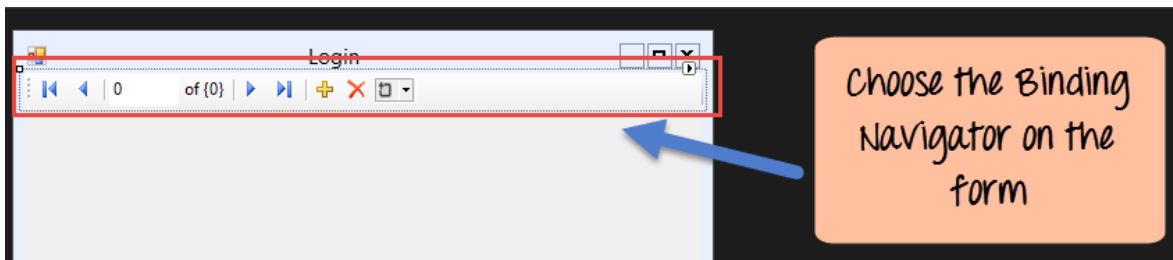 Login
0 of {0}
Choose the Binding
Navigator on the
form